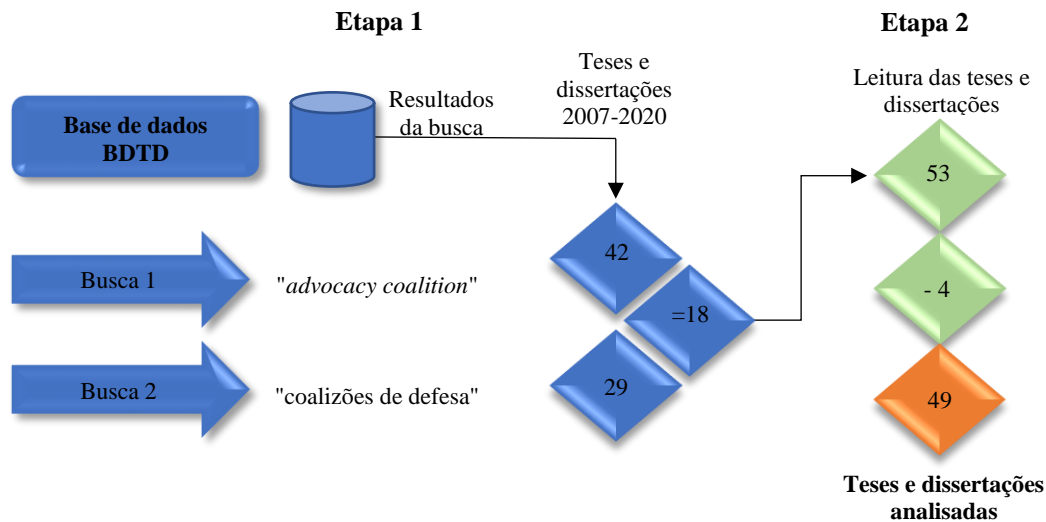 Etapa 1
Etapa 2
Teses e
dissertações
2007-2020
Leitura das teses e
dissertações
Base de dados
BDTD
Resultados
da busca
53
42
Busca 1
"advocacy coalition"
- 4
=18
Busca 2
"coalizões de defesa"
29
49
Teses e dissertações
analisadas